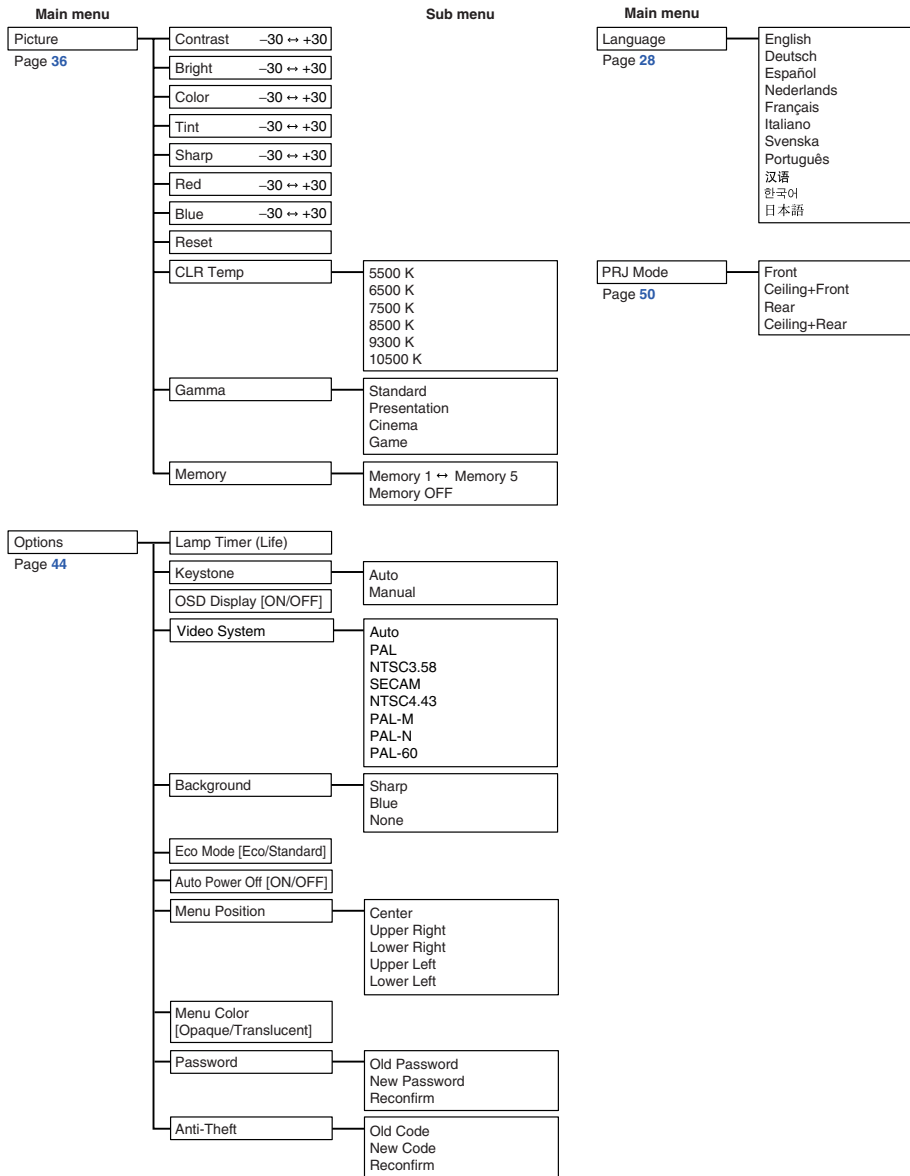 Main menu
Sub menu
Main menu
Picture
Page 36
Contrast −30 ↔ +30
Bright −30 ↔ +30
Color −30 ↔ +30
Tint −30 ↔ +30
Sharp −30 ↔ +30
Red −30 ↔ +30
Blue −30 ↔ +30
Reset
CLR Temp
5500 K
6500 K
7500 K
8500 K
9300 K
10500 K
Gamma
Standard
Presentation
Cinema
Game
Memory
Memory 1 ↔ Memory 5
Memory OFF
Language
Page 28
English
Deutsch
Español
Nederlands
Français
Italiano
Svenska
Português
汉语
한국어
日本語
PRJ Mode
Page 50
Front
Ceiling+Front
Rear
Ceiling+Rear
Options
Page 44
Lamp Timer (Life)
Keystone
Auto
Manual
OSD Display [ON/OFF]
Video System
Auto
PAL
NTSC3.58
SECAM
NTSC4.43
PAL-M
PAL-N
PAL-60
Background
Sharp
Blue
None
Eco Mode [Eco/Standard]
Auto Power Off [ON/OFF]
Menu Position
Center
Upper Right
Lower Right
Upper Left
Lower Left
Menu Color
[Opaque/Translucent]
Password
Old Password
New Password
Reconfirm
Anti-Theft
Old Code
New Code
Reconfirm